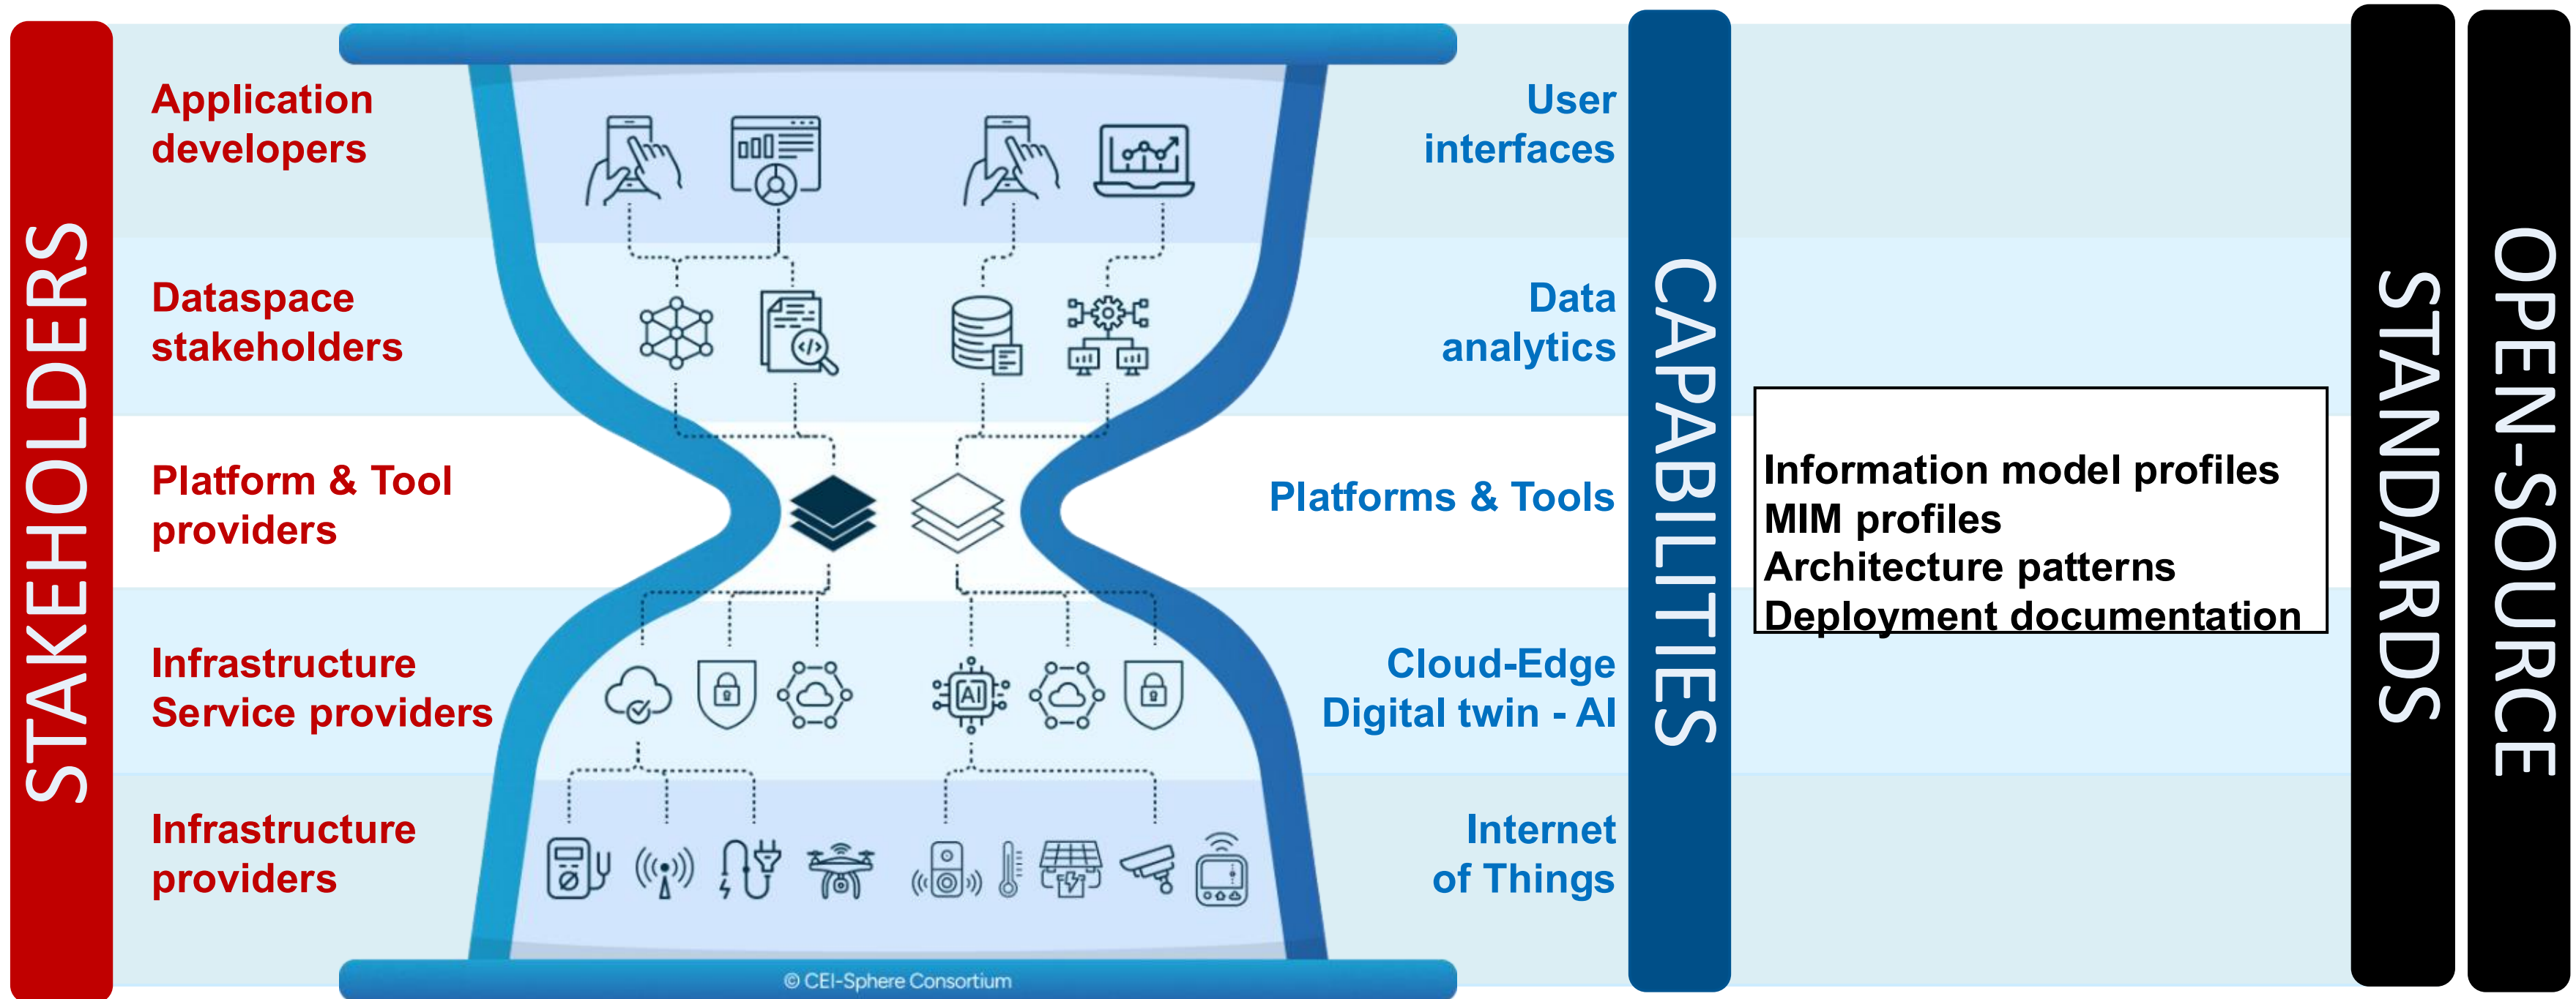 STAKEHOLDERS
Application
developers
Dataspace
stakeholders
Platform & Tool
providers
Infrastructure
Service providers
Infrastructure
providers
AI
© CEI-Sphere Consortium
User
interfaces
Data
analytics
Platforms & Tools
Cloud-Edge
Digital twin - AI
Internet
of Things
CAPABILITIES
Information model profiles
MIM profiles
Architecture patterns
Deployment documentation
STANDARDS
OPEN-SOURCE